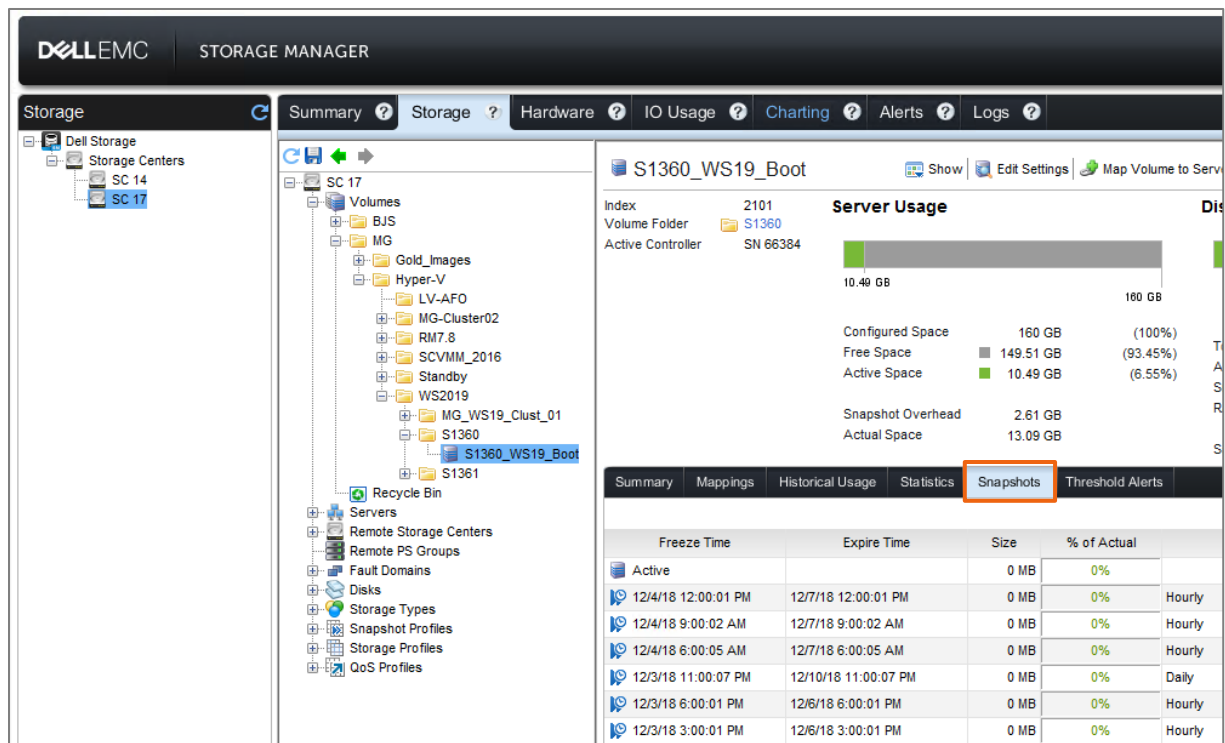 DELLEMC STORAGE MANAGER
Storage
Dell Storage
Storage Centers
SC 14
SC 17
Summary ? Storage ? Hardware ? IO Usage ? Charting ? Alerts ? Logs ?
SC 17
Volumes
BJS
MG
Gold_Images
Hyper-V
LV-AFO
MG-Cluster02
RM7.8
SCVMM_2016
Standby
WS2019
MG_WS19_Clust_01
S1360
S1360_WS19_Boot
S1361
Recycle Bin
Servers
Remote Storage Centers
Remote PS Groups
Fault Domains
Disks
Storage Types
Snapshot Profiles
Storage Profiles
QoS Profiles
S1360_WS19_Boot Show Edit Settings Map Volume to Serv
Index 2101
Volume Folder S1360
Active Controller SN 66384
Server Usage
10.49 GB
160 GB
Configured Space 160 GB (100%)
Free Space 149.51 GB (93.45%)
Active Space 10.49 GB (6.55%)
Snapshot Overhead 2.61 GB
Actual Space 13.09 GB
Dis
T
A
S
R
S
Summary Mappings Historical Usage Statistics Snapshots Threshold Alerts
Freeze Time Expire Time Size % of Actual
Active 0 MB 0%
12/4/18 12:00:01 PM 12/7/18 12:00:01 PM 0 MB 0% Hourly
12/4/18 9:00:02 AM 12/7/18 9:00:02 AM 0 MB 0% Hourly
12/4/18 6:00:05 AM 12/7/18 6:00:05 AM 0 MB 0% Hourly
12/3/18 11:00:07 PM 12/10/18 11:00:07 PM 0 MB 0% Daily
12/3/18 6:00:01 PM 12/6/18 6:00:01 PM 0 MB 0% Hourly
12/3/18 3:00:01 PM 12/6/18 3:00:01 PM 0 MB 0% Hourly